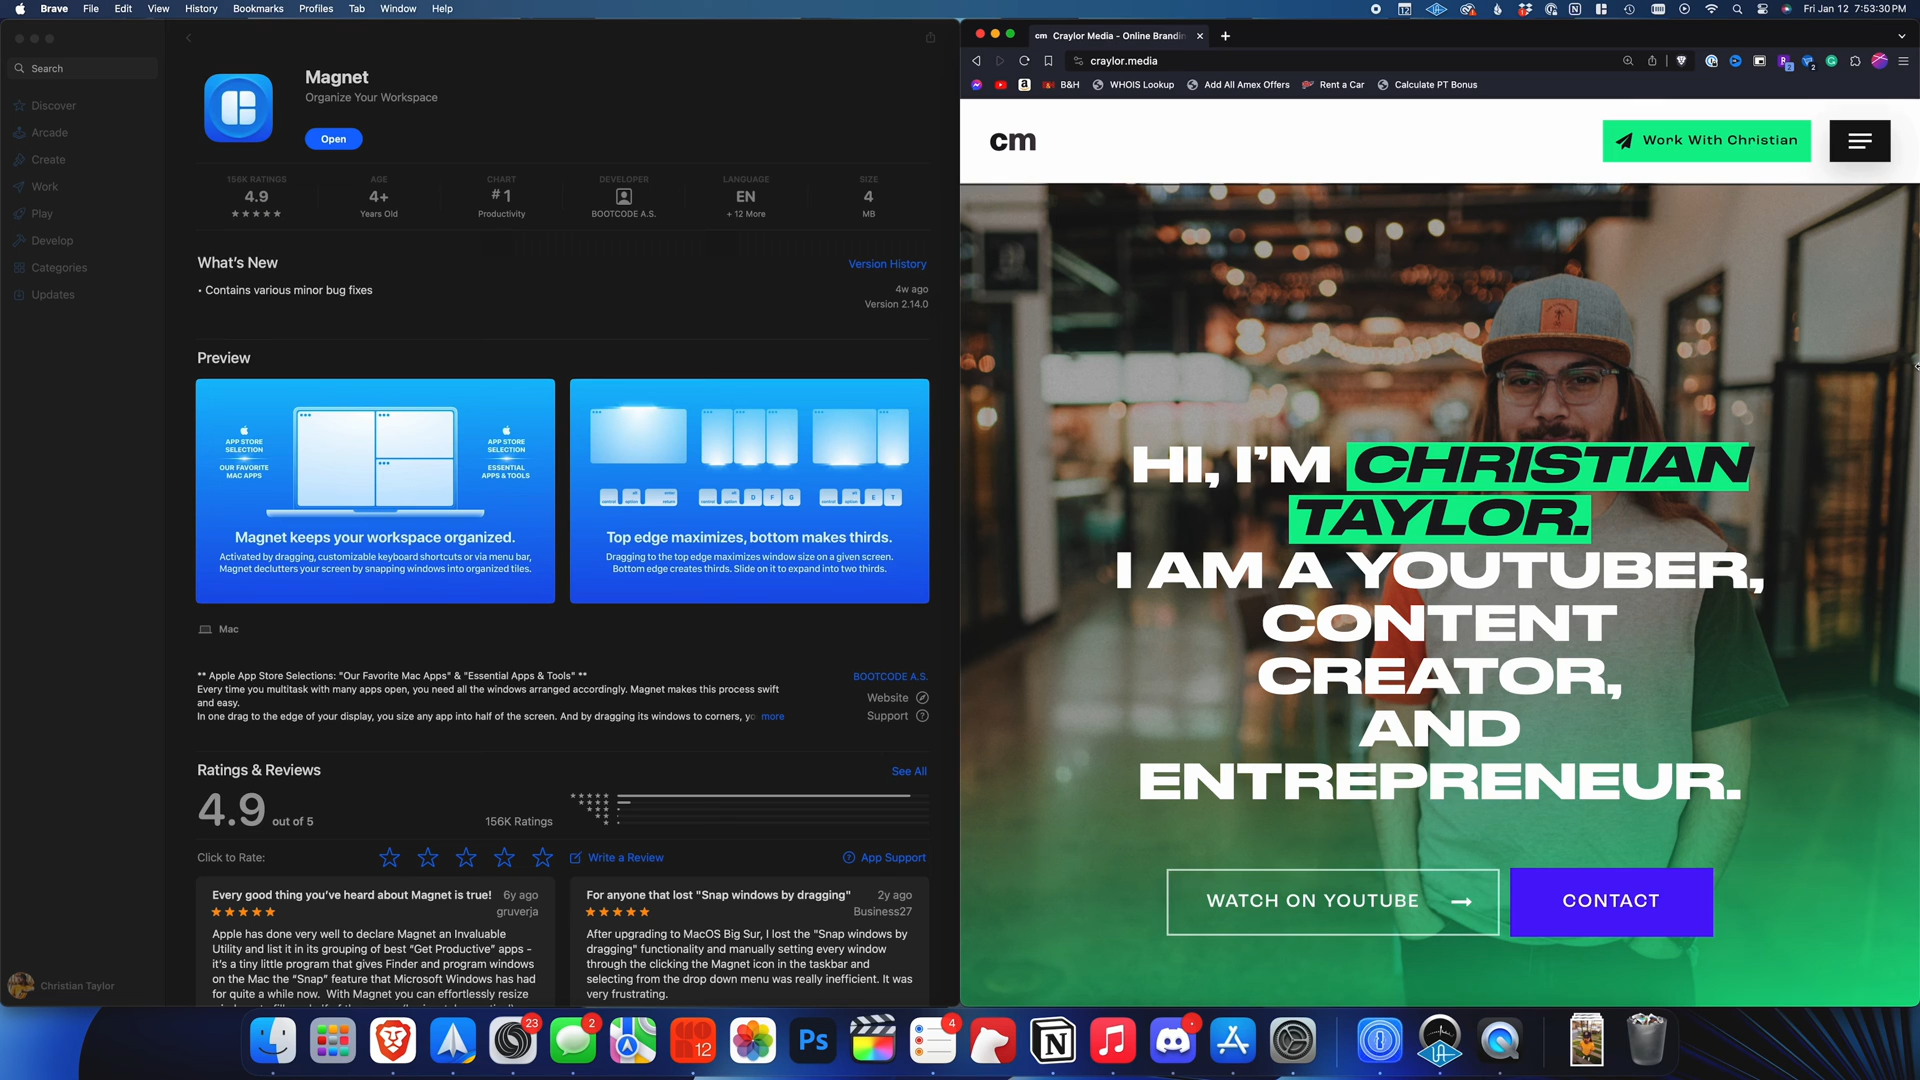 Brave File Edit View History Bookmarks Profiles Tab Window Help
12
Fri Jan 12 7:53:30 PM
Search
Discover
Arcade
Create
Work
Play
Develop
Categories
Updates
Christian Taylor
Magnet
Organize Your Workspace
Open
156K RATINGS AGE CHART DEVELOPER LANGUAGE SIZE
4.9 4+ #1 EN 4
★★★★★ Years Old Productivity BOOTCODE A.S. + 12 More MB
What's New Version History
• Contains various minor bug fixes 4w ago
Version 2.14.0
Preview
APP STORE
SELECTION
OUR FAVORITE
MAC APPS
APP STORE
SELECTION
ESSENTIAL
APPS & TOOLS
Magnet keeps your workspace organized.
Activated by dragging, customizable keyboard shortcuts or via menu bar,
Magnet declutters your screen by snapping windows into organized tiles.
control option return control option D F G control option E T
Top edge maximizes, bottom makes thirds.
Dragging to the top edge maximizes window size on a given screen.
Bottom edge creates thirds. Slide on it to expand into two thirds.
Mac
** Apple App Store Selections: "Our Favorite Mac Apps" & "Essential Apps & Tools" **
Every time you multitask with many apps open, you need all the windows arranged accordingly. Magnet makes this process swift
and easy.
In one drag to the edge of your display, you size any app into half of the screen. And by dragging its windows to corners, yo more
BOOTCODE A.S.
Website
Support
Ratings & Reviews See All
4.9 out of 5 156K Ratings
Click to Rate: Write a Review App Support
Every good thing you've heard about Magnet is true! 6y ago
★★★★★ gruverja
Apple has done very well to declare Magnet an Invaluable
Utility and list it in its grouping of best "Get Productive" apps -
it's a tiny little program that gives Finder and program windows
on the Mac the "Snap" feature that Microsoft Windows has had
for quite a while now. With Magnet you can effortlessly resize
For anyone that lost "Snap windows by dragging" 2y ago
★★★★★ Business27
After upgrading to MacOS Big Sur, I lost the "Snap windows by
dragging" functionality and manually setting every window
through the clicking the Magnet icon in the taskbar and
selecting from the drop down menu was really inefficient. It was
very frustrating.
cm Craylor Media - Online Brandin
craylor.media
B&H WHOIS Lookup Add All Amex Offers Rent a Car Calculate PT Bonus
cm
Work With Christian
HI, I'M CHRISTIAN
TAYLOR.
I AM A YOUTUBER,
CONTENT
CREATOR,
AND
ENTREPRENEUR.
WATCH ON YOUTUBE → CONTACT
23 2 12 Ps 4